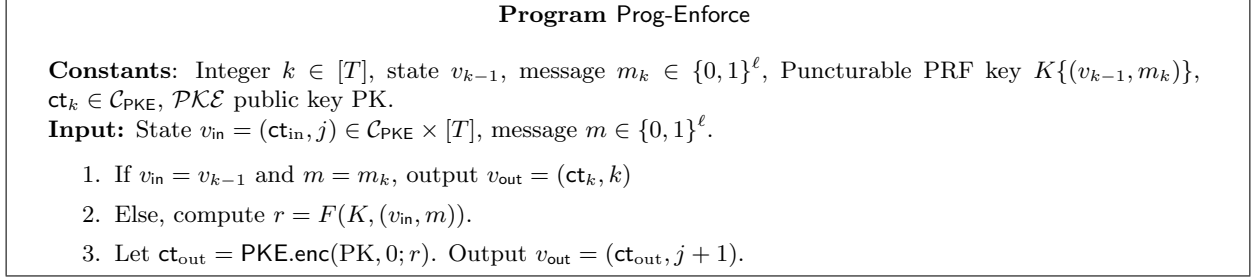 Program Prog-Enforce
Constants: Integer k ∈ [T], state v_{k−1}, message m_k ∈ {0, 1}^ℓ, Puncturable PRF key K{(v_{k−1}, m_k)},
ct_k ∈ C_PKE, PKE public key PK.
Input: State v_in = (ct_in, j) ∈ C_PKE × [T], message m ∈ {0, 1}^ℓ.
1. If v_in = v_{k−1} and m = m_k, output v_out = (ct_k, k)
2. Else, compute r = F(K, (v_in, m)).
3. Let ct_out = PKE.enc(PK, 0; r). Output v_out = (ct_out, j + 1).